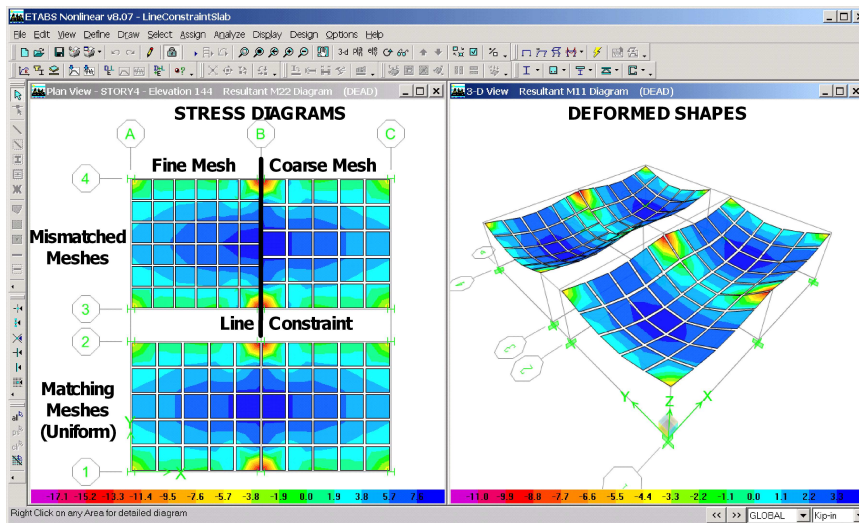 ETABS Nonlinear v8.07 - LineConstraintSlab
File Edit View Define Draw Select Assign Analyze Display Design Options Help
3-d
Plan View - STORY4 - Elevation 144 Resultant M22 Diagram (DEAD)
STRESS DIAGRAMS
A B C
Fine Mesh Coarse Mesh
4
Mismatched
Meshes
3
Line Constraint
2
Matching
Meshes
(Uniform)
Y
1
X
-17.1 -15.2 -13.3 -11.4 -9.5 -7.6 -5.7 -3.8 -1.9 0.0 1.9 3.8 5.7 7.6
3-D View Resultant M11 Diagram (DEAD)
DEFORMED SHAPES
3
2
Y Z X
-11.0 -9.9 -8.8 -7.7 -6.6 -5.5 -4.4 -3.3 -2.2 -1.1 0.0 1.1 2.2
Right Click on any Area for detailed diagram
<< >> GLOBAL Kip-in